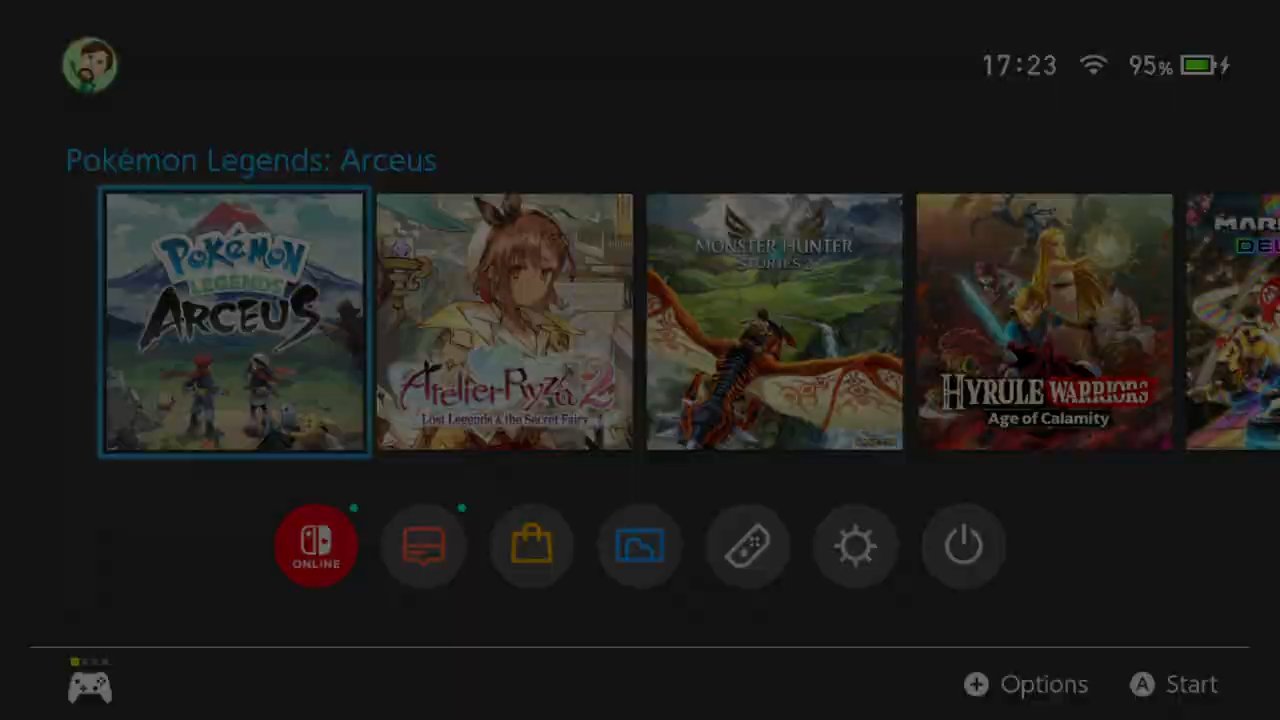 17:23
95%
Pokémon Legends: Arceus
Pokémon
LEGENDS
ARCEUS
Atelier Ryza 2
Lost Legends & the Secret Fairy
MONSTER HUNTER
STORIES 2
HYRULE WARRIORS
Age of Calamity
ONLINE
Options
A Start